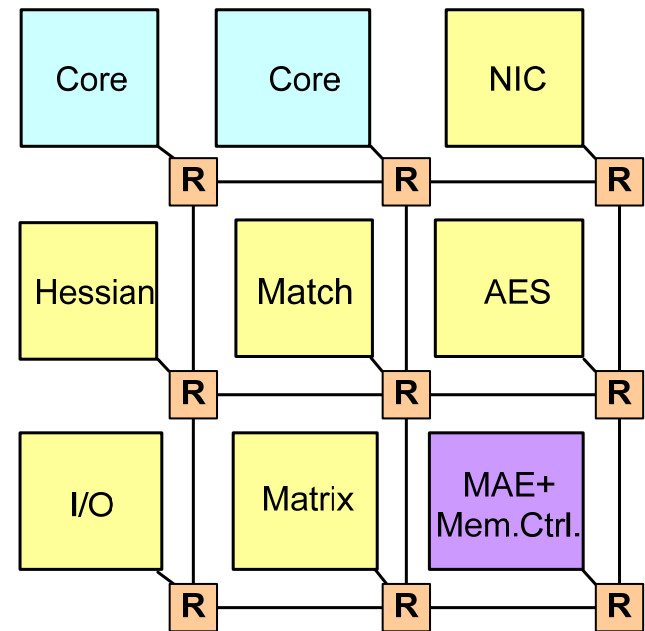 Core
Core
NIC
R
R
R
Hessian
Match
AES
R
R
R
I/O
Matrix
MAE+
Mem.Ctrl.
R
R
R